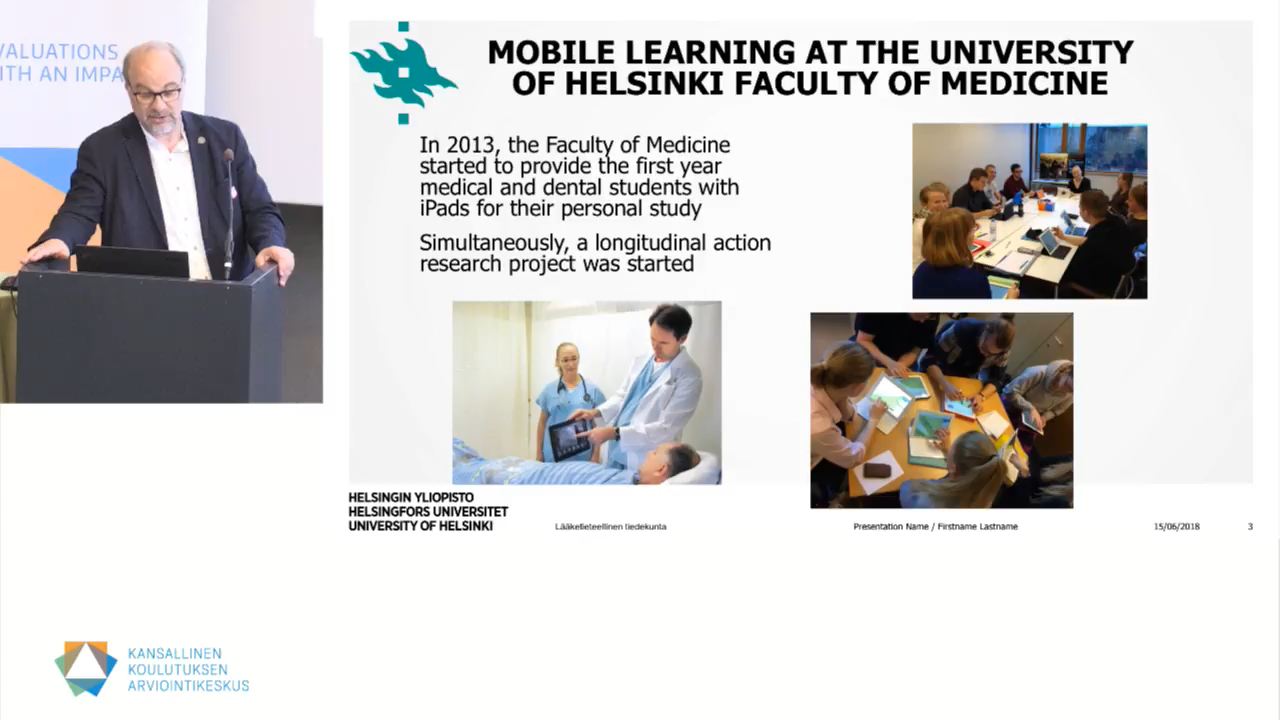 VALUATIONS
ITH AN IMPA
MOBILE LEARNING AT THE UNIVERSITY
OF HELSINKI FACULTY OF MEDICINE
In 2013, the Faculty of Medicine
started to provide the first year
medical and dental students with
iPads for their personal study
Simultaneously, a longitudinal action
research project was started
HELSINGIN YLIOPISTO
HELSINGFORS UNIVERSITET
UNIVERSITY OF HELSINKI
Lääketieteellinen tiedekunta
Presentation Name / Firstname Lastname
15/06/2018
3
KANSALLINEN
KOULUTUKSEN
ARVIOINTIKESKUS